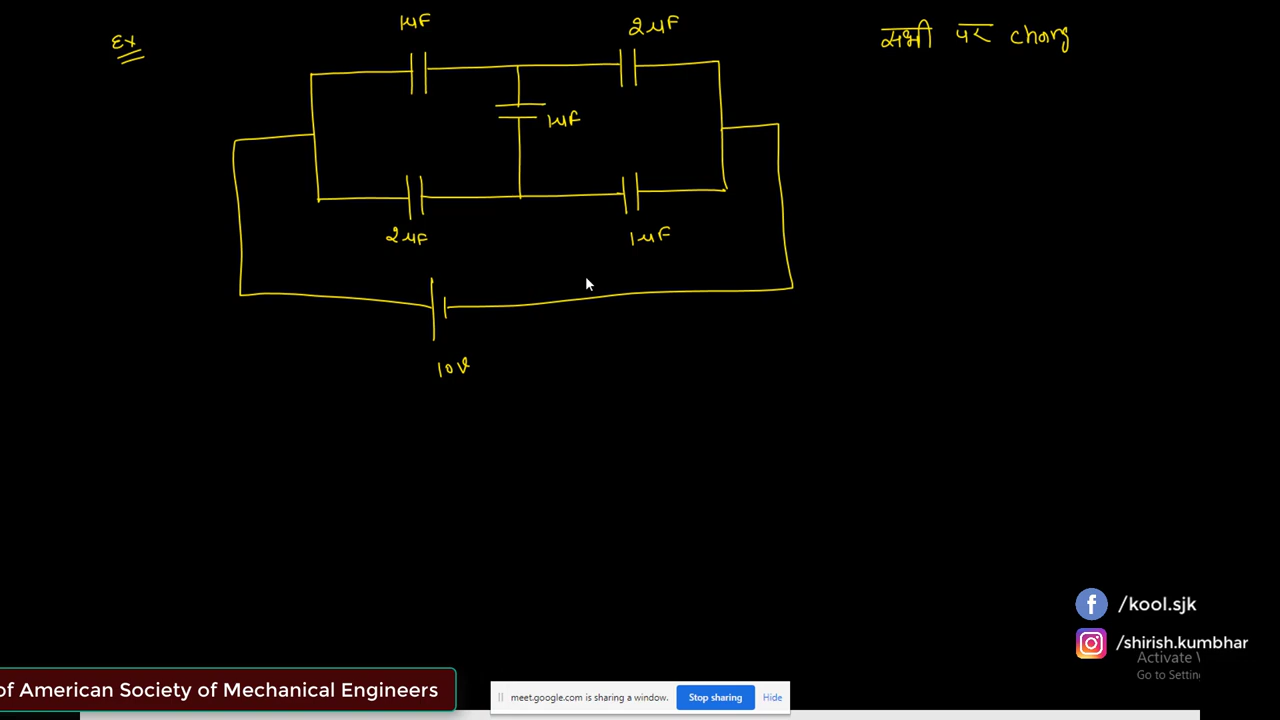 Ex
1μF
2μF
सभी पर charg
1μF
2μF
1μF
10V
/kool.sjk
/shirish.kumbhar
Activate
Go to Settin
of American Society of Mechanical Engineers
meet.google.com is sharing a window.
Stop sharing
Hide